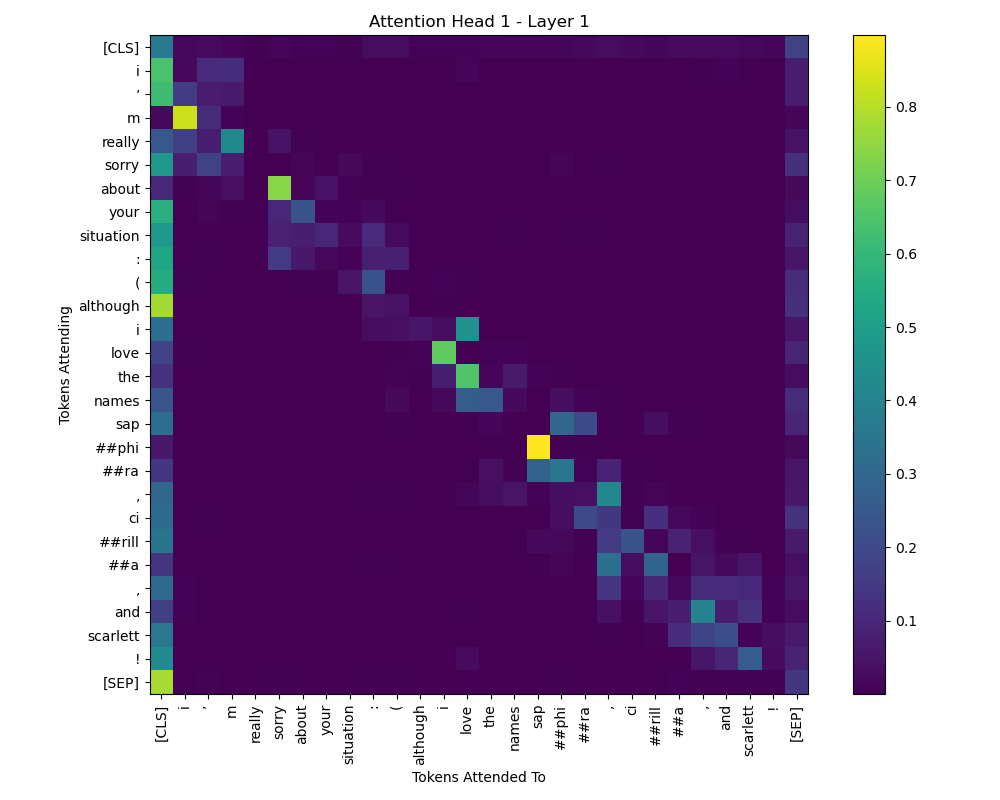 Attention Head 1 - Layer 1
[CLS]
i
’
m
really
sorry
about
your
situation
:
(
although
i
love
the
names
sap
##phi
##ra
,
ci
##rill
##a
,
and
scarlett
!
[SEP]
Tokens Attending
[CLS]
i
’
m
really
sorry
about
your
situation
:
(
although
i
love
the
names
sap
##phi
##ra
,
ci
##rill
##a
,
and
scarlett
!
[SEP]
Tokens Attended To
0.8
0.7
0.6
0.5
0.4
0.3
0.2
0.1